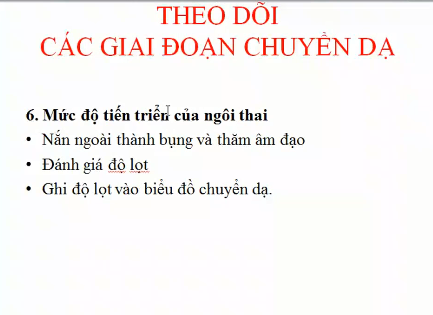 THEO DÕI
CÁC GIAI ĐOẠN CHUYỂN DẠ
6. Mức độ tiến triển của ngôi thai
• Nắn ngoài thành bụng và thăm âm đạo
• Đánh giá độ lọt
• Ghi độ lọt vào biểu đồ chuyển dạ.